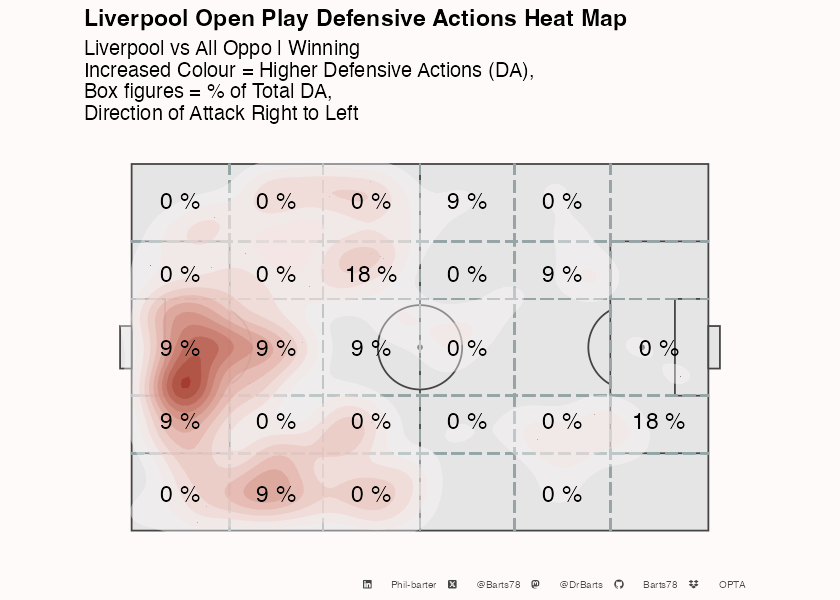 Liverpool Open Play Defensive Actions Heat Map
Liverpool vs All Oppo | Winning
Increased Colour = Higher Defensive Actions (DA),
Box figures = % of Total DA,
Direction of Attack Right to Left
0 % 0 % 0 % 9 % 0 %
0 % 0 % 18 % 0 % 9 %
9 % 9 % 9 % 0 % 0 %
9 % 0 % 0 % 0 % 0 % 18 %
0 % 9 % 0 % 0 %
Phil-barter @Barts78 @DrBarts Barts78 OPTA